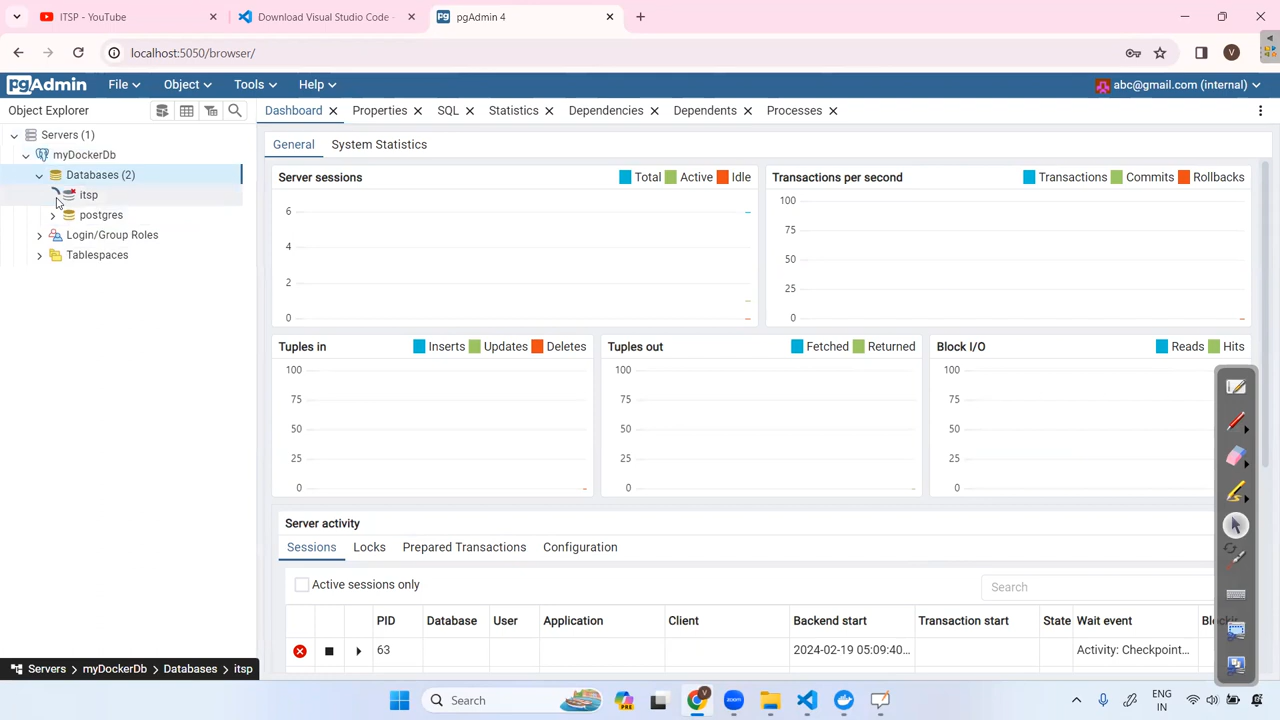 ITSP - YouTube
Download Visual Studio Code -
pgAdmin 4
localhost:5050/browser/
V
pgAdmin
File
Object
Tools
Help
abc@gmail.com (internal)
Object Explorer
Dashboard
Properties
SQL
Statistics
Dependencies
Dependents
Processes
Servers (1)
myDockerDb
Databases (2)
itsp
postgres
Login/Group Roles
Tablespaces
General
System Statistics
Server sessions
Total Active Idle
6
4
2
0
Transactions per second
Transactions Commits Rollbacks
100
75
50
25
0
Tuples in
Inserts Updates Deletes
100
75
50
25
0
Tuples out
Fetched Returned
100
75
50
25
0
Block I/O
Reads Hits
100
75
50
25
0
Server activity
Sessions
Locks
Prepared Transactions
Configuration
Active sessions only
Search
PID Database User Application Client Backend start Transaction start State Wait event
63 2024-02-19 05:09:40... Activity: Checkpoint...
Servers > myDockerDb > Databases > itsp
Search
PRE
V
ENG
IN